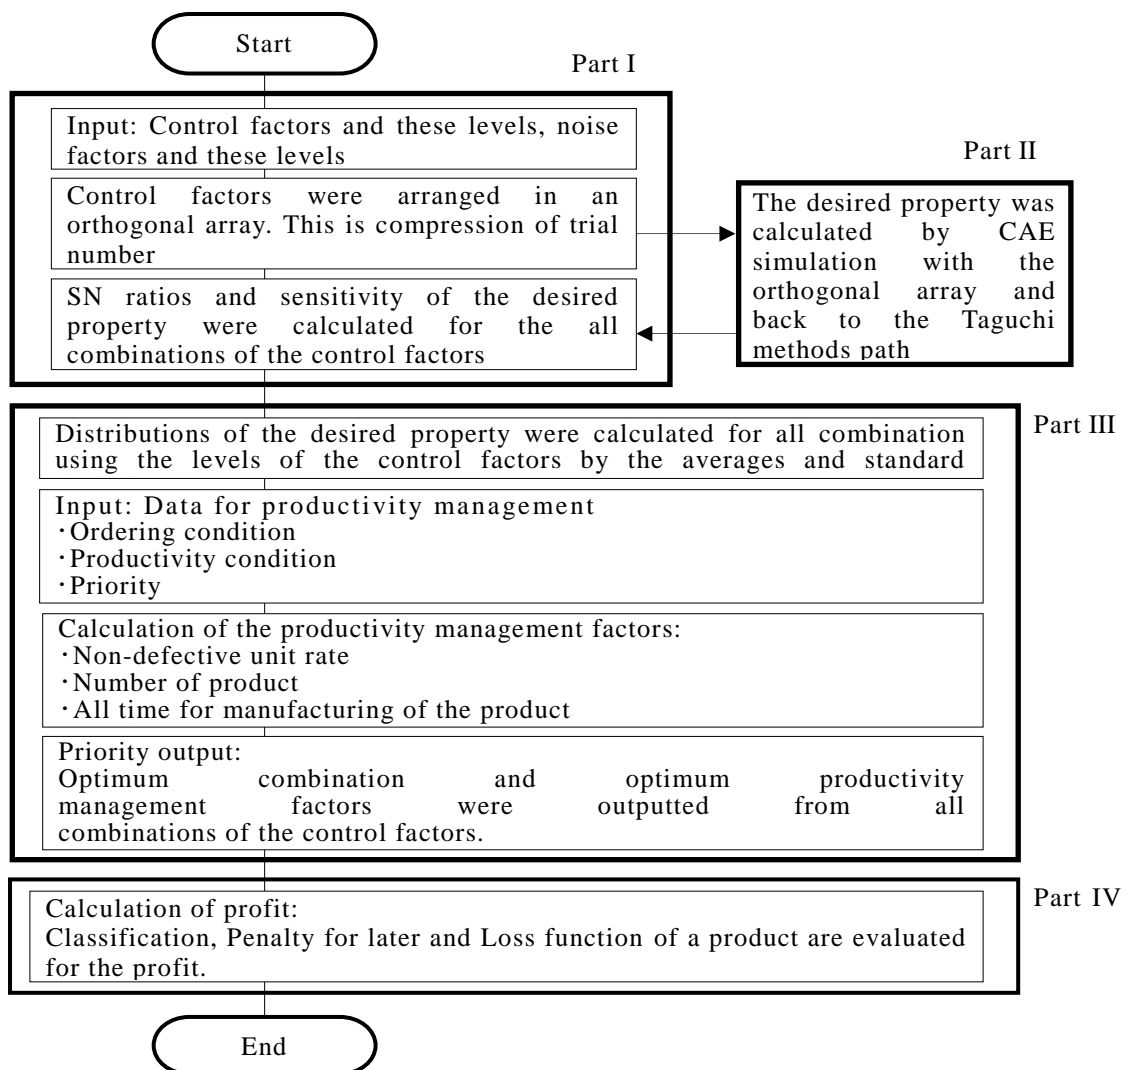 Start
Part I
Input: Control factors and these levels, noise
factors and these levels
Control factors were arranged in an
orthogonal array. This is compression of trial
number
SN ratios and sensitivity of the desired
property were calculated for the all
combinations of the control factors
Part II
The desired property was
calculated by CAE
simulation with the
orthogonal array and
back to the Taguchi
methods path
Part III
Distributions of the desired property were calculated for all combination
using the levels of the control factors by the averages and standard
Input: Data for productivity management
・Ordering condition
・Productivity condition
・Priority
Calculation of the productivity management factors:
・Non-defective unit rate
・Number of product
・All time for manufacturing of the product
Priority output:
Optimum combination and optimum productivity
management factors were outputted from all
combinations of the control factors.
Part IV
Calculation of profit:
Classification, Penalty for later and Loss function of a product are evaluated
for the profit.
End